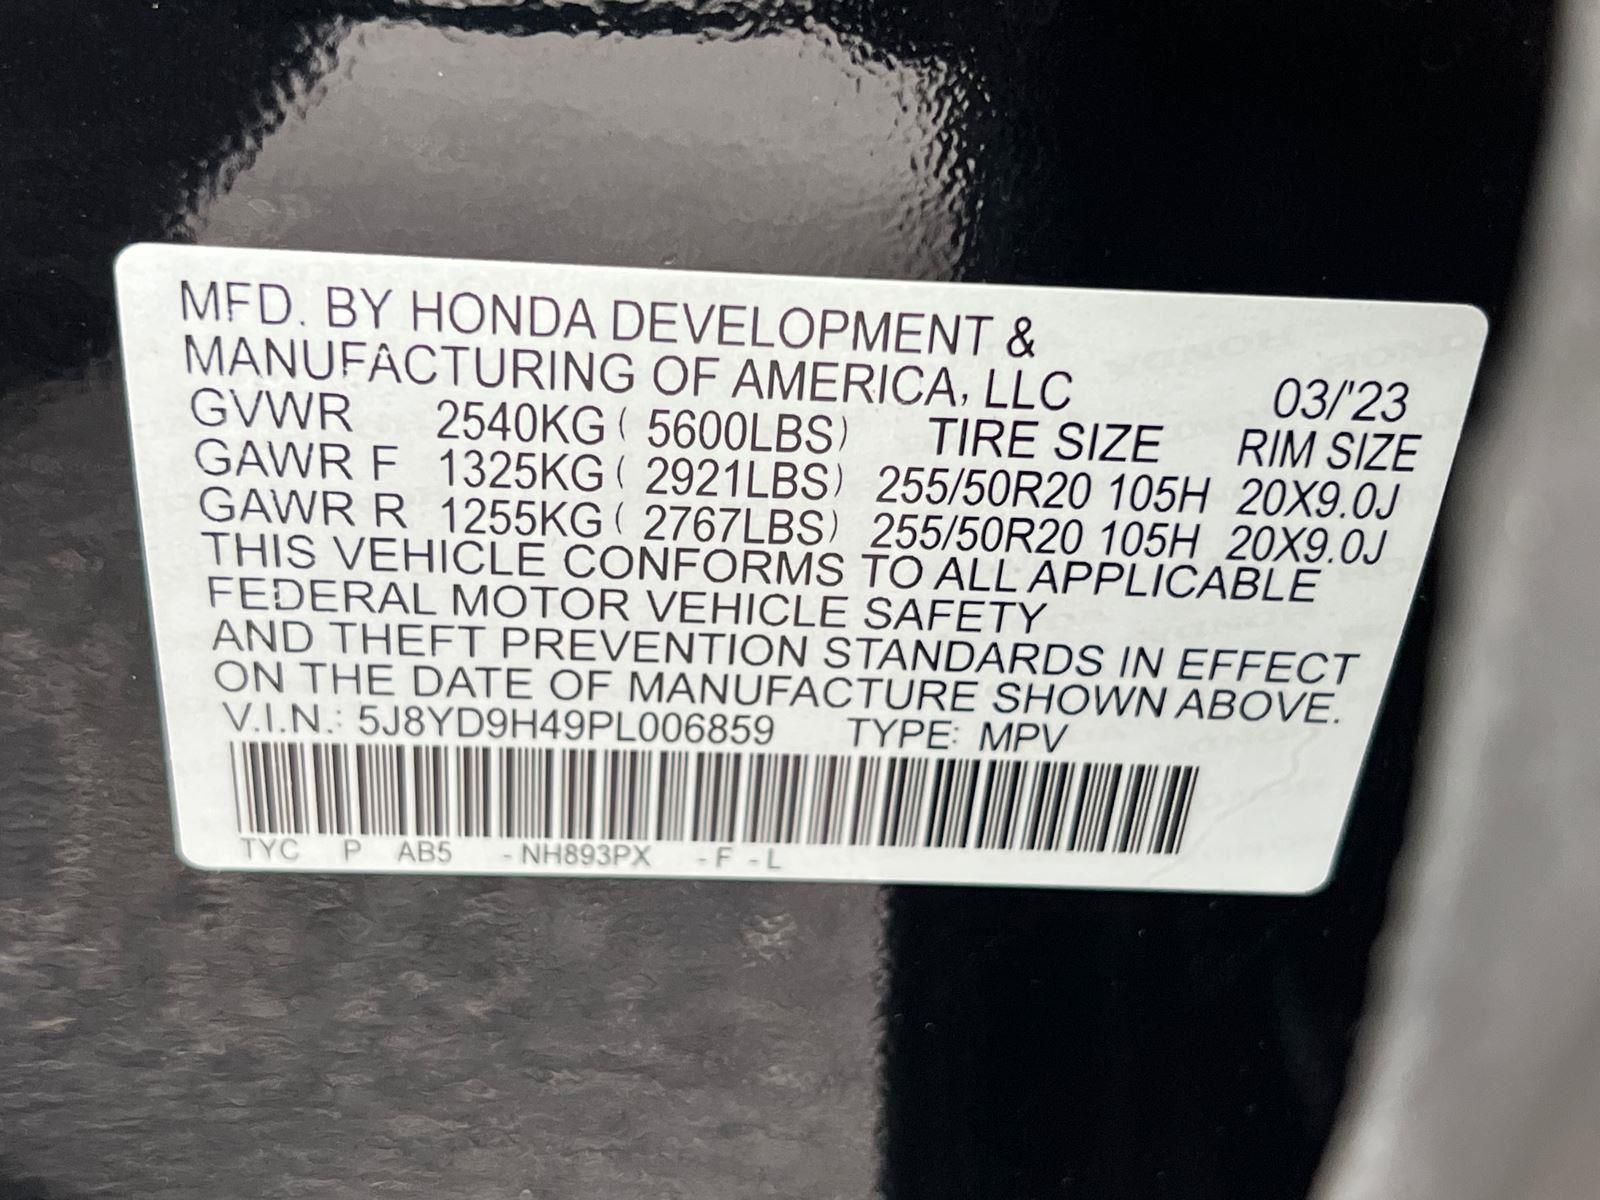 MFD. BY HONDA DEVELOPMENT &
MANUFACTURING OF AMERICA, LLC 03/'23
GVWR 2540KG ( 5600LBS) TIRE SIZE RIM SIZE
GAWR F 1325KG ( 2921LBS) 255/50R20 105H 20X9.0J
GAWR R 1255KG ( 2767LBS) 255/50R20 105H 20X9.0J
THIS VEHICLE CONFORMS TO ALL APPLICABLE
FEDERAL MOTOR VEHICLE SAFETY
AND THEFT PREVENTION STANDARDS IN EFFECT
ON THE DATE OF MANUFACTURE SHOWN ABOVE.
V.I.N.: 5J8YD9H49PL006859 TYPE: MPV
TYC P AB5 -NH893PX -F -L